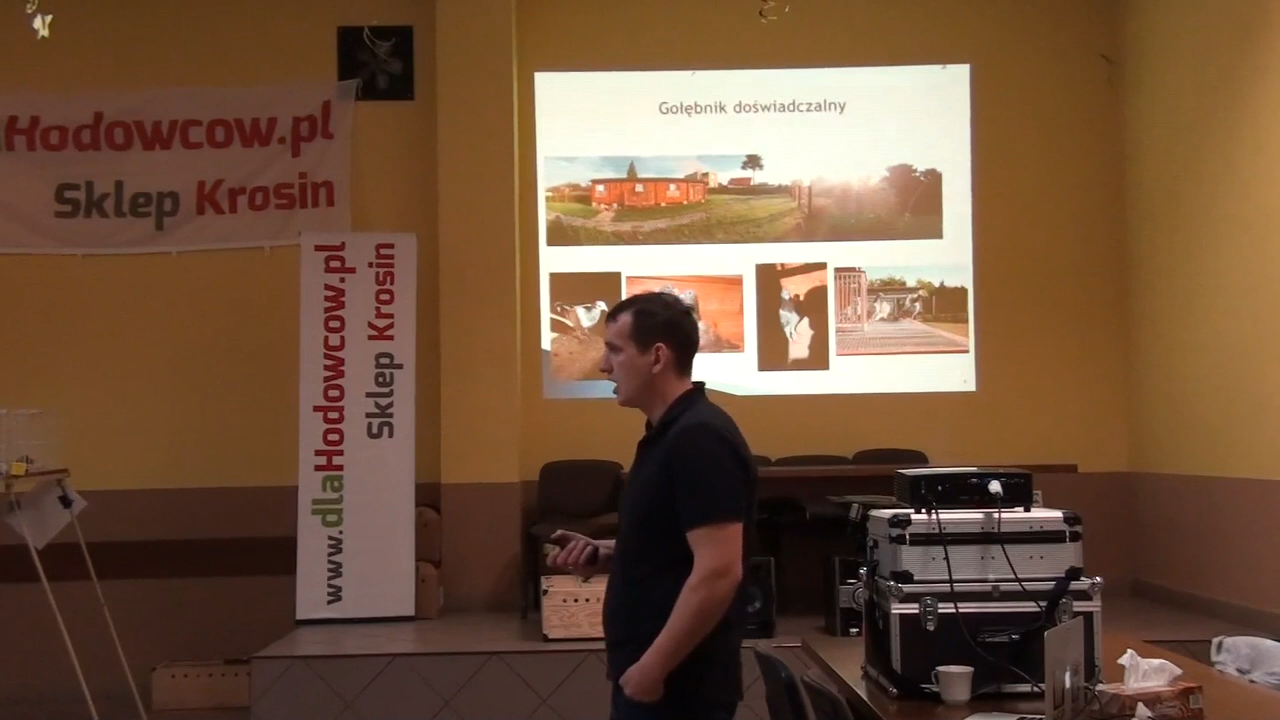 Hodowcow.pl
Sklep Krosin
www.dlaHodowcow.pl
Sklep Krosin
Gołębnik doświadczalny